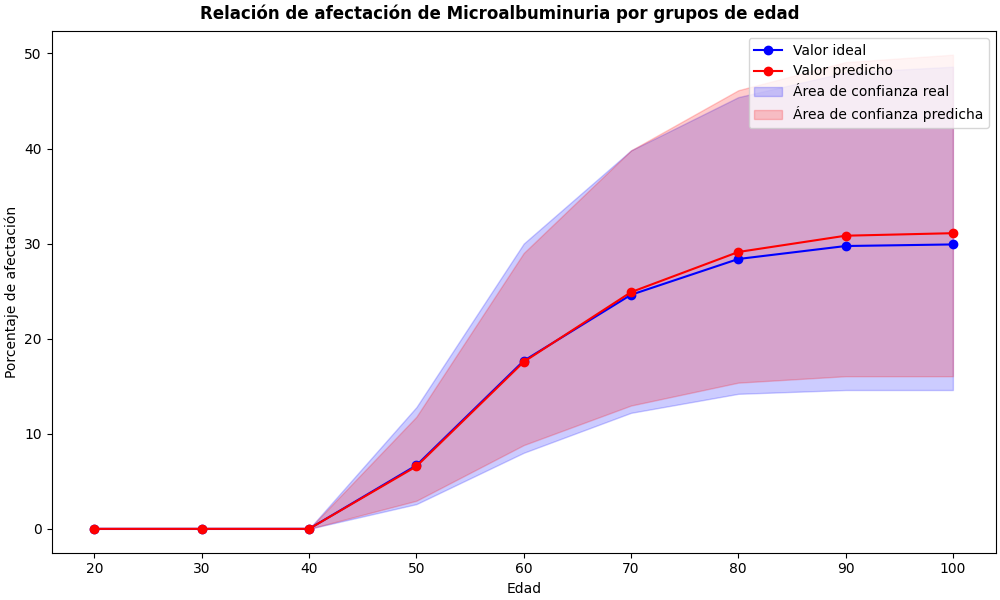 Relación de afectación de Microalbuminuria por grupos de edad
Valor ideal
Valor predicho
Área de confianza real
Área de confianza predicha
Porcentaje de afectación
50
40
30
20
10
0
20 30 40 50 60 70 80 90 100
Edad